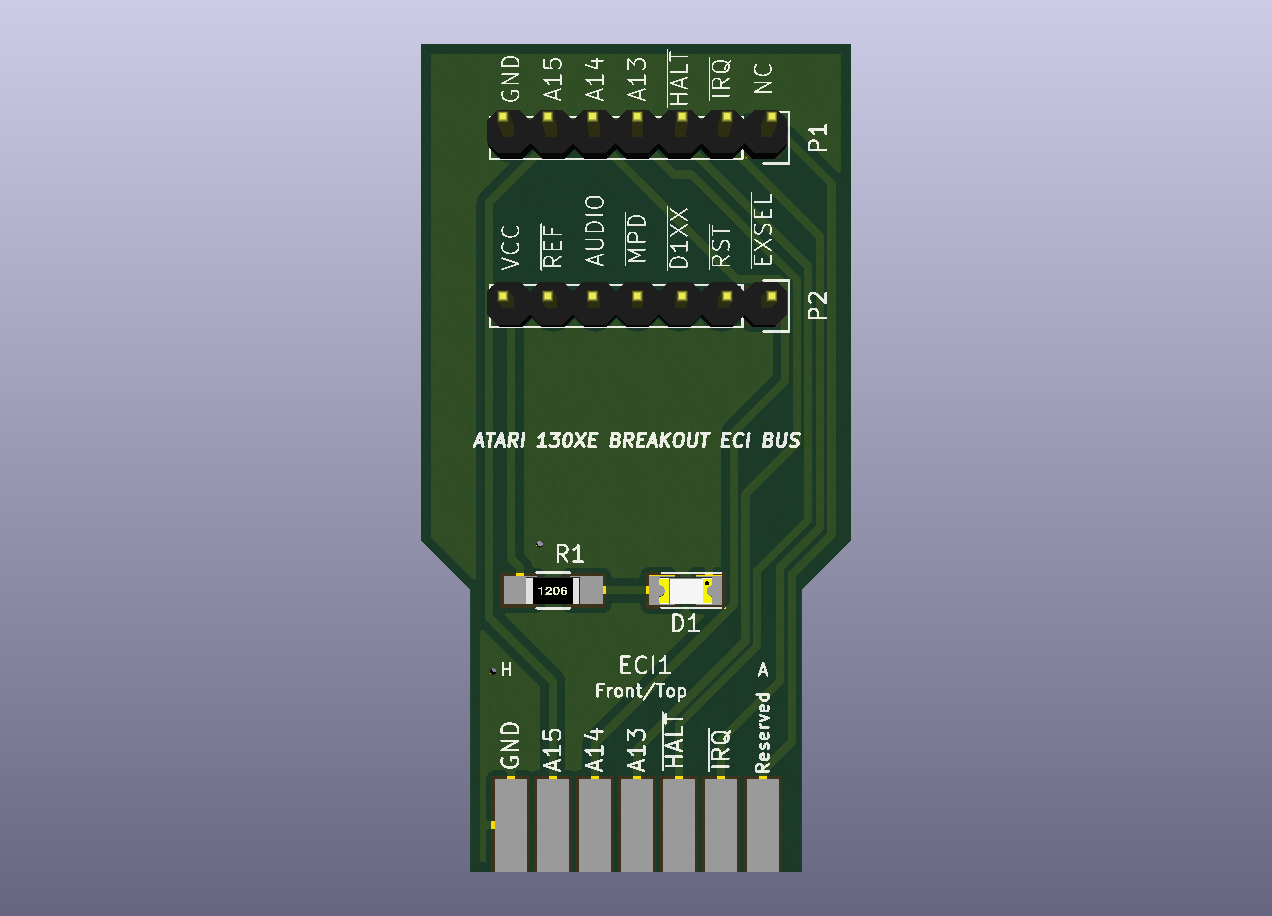 GND A15 A14 A13 HALT IRQ NC
P1
VCC REF AUDIO MPD D1XX RST EXSEL
P2
ATARI 130XE BREAKOUT ECI BUS
R1
1206
D1
ECI1
H A
Front/Top
GND A15 A14 A13 HALT IRQ Reserved